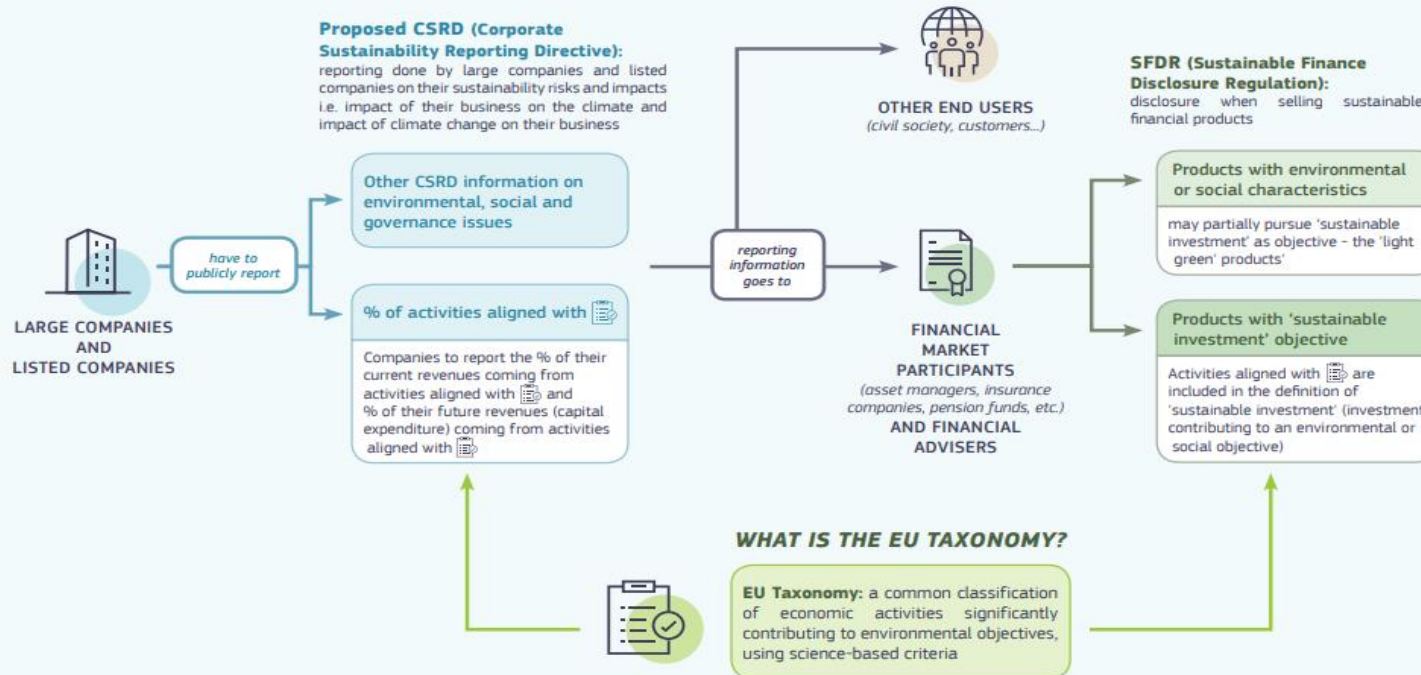 Proposed CSRD (Corporate
Sustainability Reporting Directive):
reporting done by large companies and listed
companies on their sustainability risks and impacts
i.e. impact of their business on the climate and
impact of climate change on their business
OTHER END USERS
(civil society, customers...)
SFDR (Sustainable Finance
Disclosure Regulation):
disclosure when selling sustainable
financial products
LARGE COMPANIES
AND
LISTED COMPANIES
have to
publicly report
Other CSRD information on
environmental, social and
governance issues
% of activities aligned with
Companies to report the % of their
current revenues coming from
activities aligned with and
% of their future revenues (capital
expenditure) coming from activities
aligned with
reporting
information
goes to
FINANCIAL
MARKET
PARTICIPANTS
(asset managers, insurance
companies, pension funds, etc.)
AND FINANCIAL
ADVISERS
Products with environmental
or social characteristics
may partially pursue 'sustainable
investment' as objective - the 'light
green' products'
Products with 'sustainable
investment' objective
Activities aligned with are
included in the definition of
'sustainable investment' (investment
contributing to an environmental or
social objective)
WHAT IS THE EU TAXONOMY?
EU Taxonomy: a common classification
of economic activities significantly
contributing to environmental objectives,
using science-based criteria